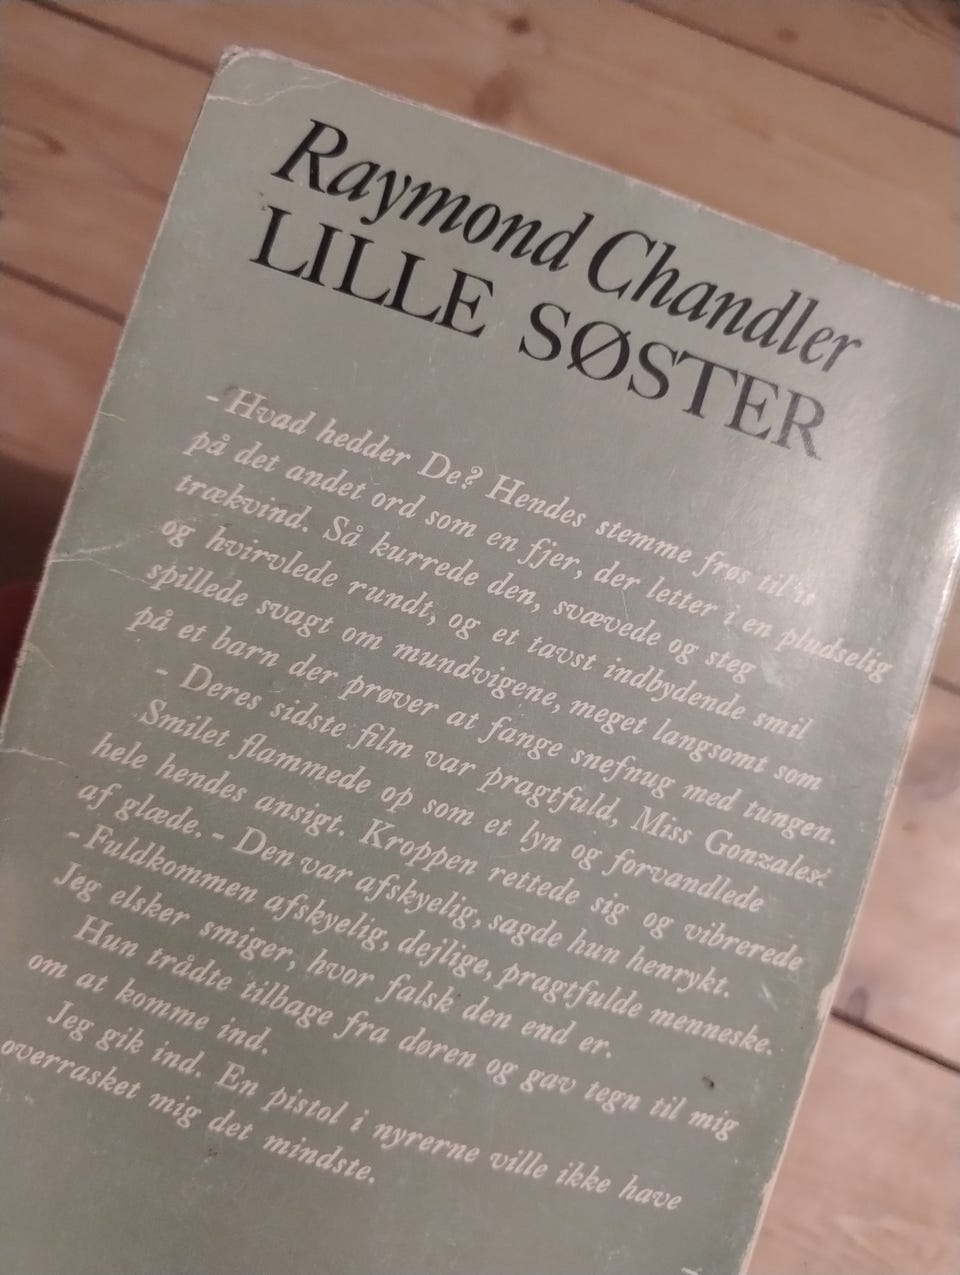 Raymond Chandler
LILLE SØSTER
- Hvad hedder De? Hendes stemme frøs til is
på det andet ord som en fjer, der letter i en pludselig
trækvind. Så kurrede den, svævede og steg
og hvirvlede rundt, og et tavst indbydende smil
spillede svagt om mundvigene, meget langsomt som
på et barn der prøver at fange snefnug med tungen.
- Deres sidste film var pragtfuld, Miss Gonzales.
Smilet flammede op som et lyn og forvandlede
hele hendes ansigt. Kroppen rettede sig og vibrerede
af glæde. - Den var afskyelig, sagde hun henrykt.
- Fuldkommen afskyelig, dejlige, pragtfulde menneske.
Jeg elsker smiger, hvor falsk den end er.
Hun trådte tilbage fra døren og gav tegn til mig
om at komme ind.
Jeg gik ind. En pistol i nyrerne ville ikke have
overrasket mig det mindste.